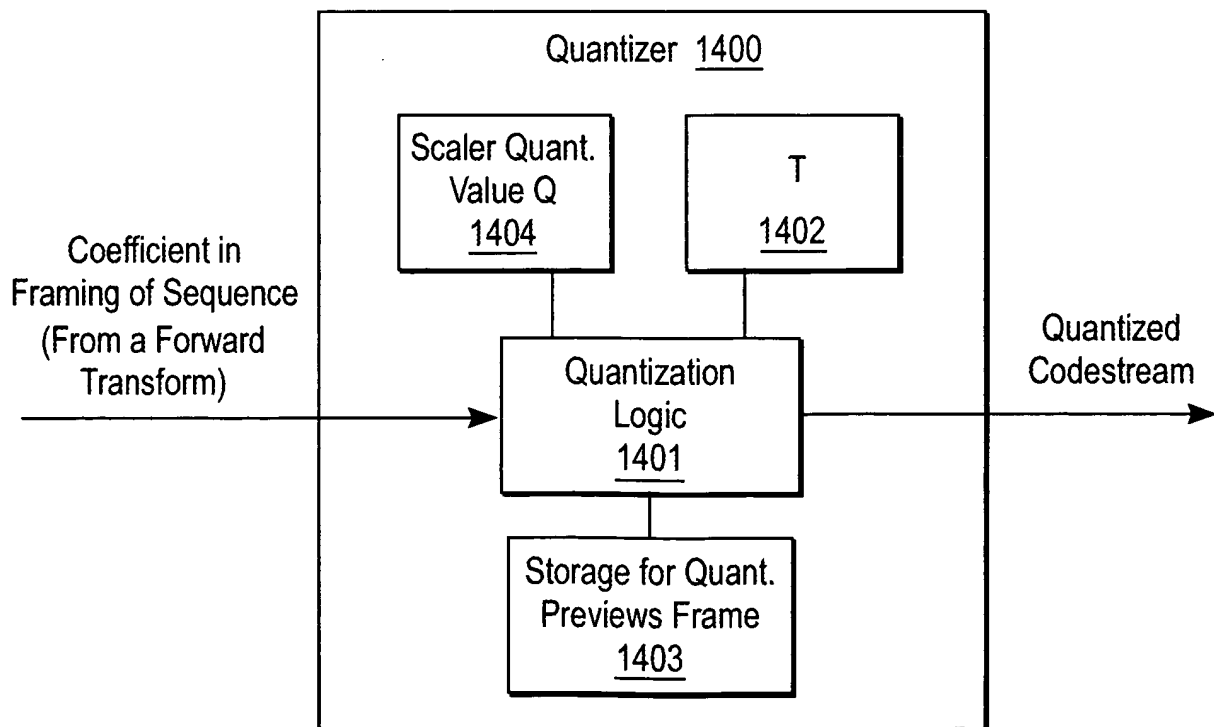 Quantizer 1400
Scaler Quant.
Value Q
1404
T
1402
Coefficient in
Framing of Sequence
(From a Forward
Transform)
Quantization
Logic
1401
Quantized
Codestream
Storage for Quant.
Previews Frame
1403